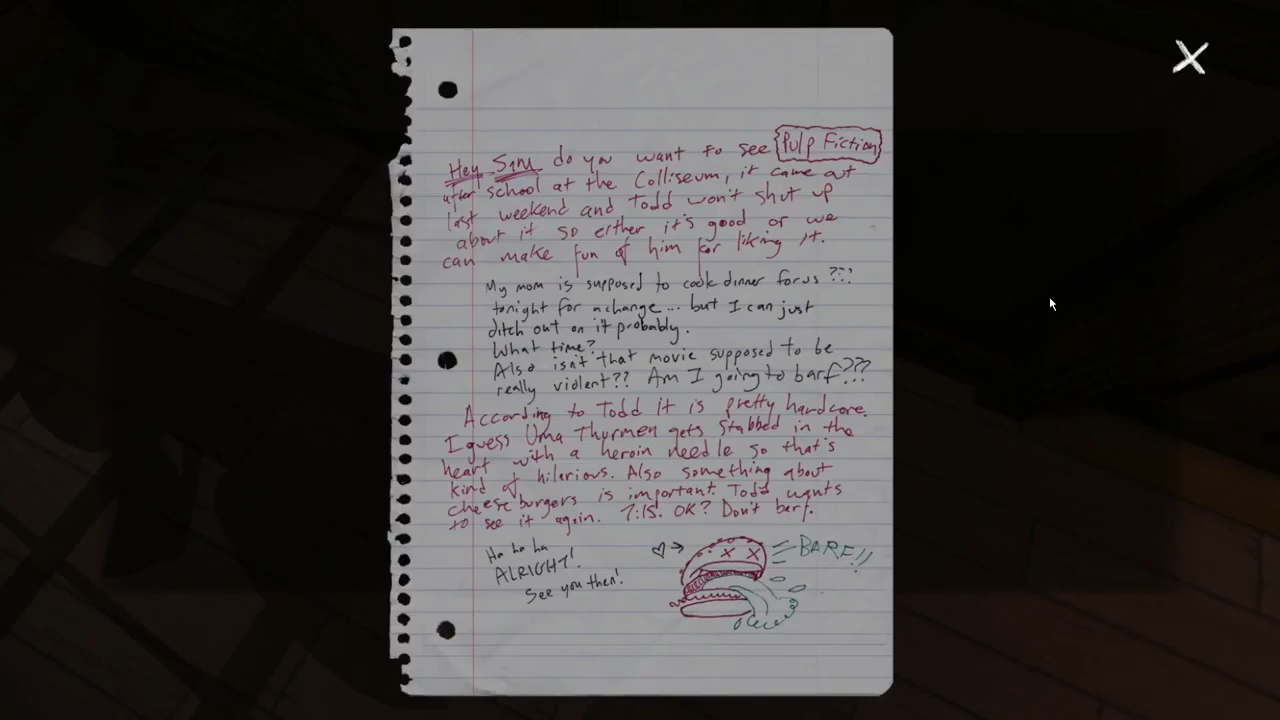 Hey Sam do you want to see Pulp Fiction
after school at the Colliseum, it came out
last weekend and Todd won't shut up
about it so either it's good or we
can make fun of him for liking it.
My mom is supposed to cook dinner for us ???
tonight for a change... but I can just
ditch out on it probably.
What time?
Also isn't that movie supposed to be
really violent?? Am I going to barf???
According to Todd it is pretty hardcore.
I guess Uma Thurmen gets stabbed in the
heart with a heroin needle so that's
kind of hilarious. Also something about
cheeseburgers is important. Todd wants
to see it again. 7:15. OK? Don't barf.
Ha ha ha
ALRIGHT!
See you then!
BARF!!